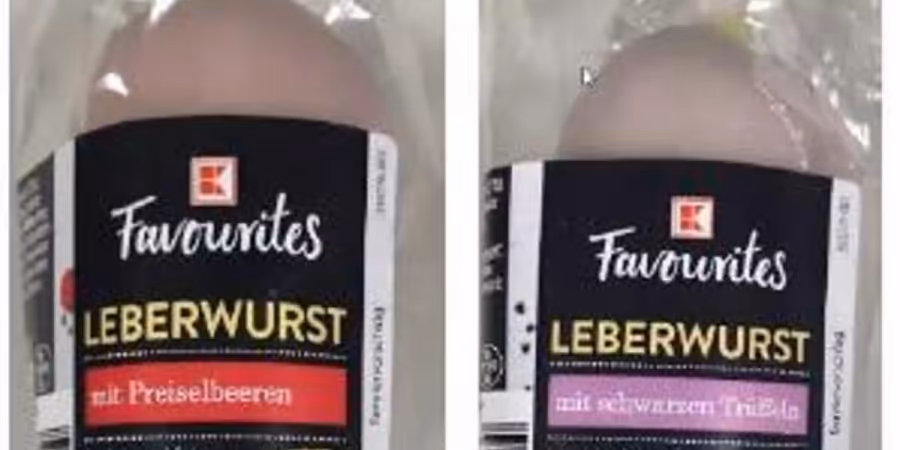 K
Favourites
LEBERWURST
mit Preiselbeeren
K
Favourites
LEBERWURST
mit schwarzen Trüffeln